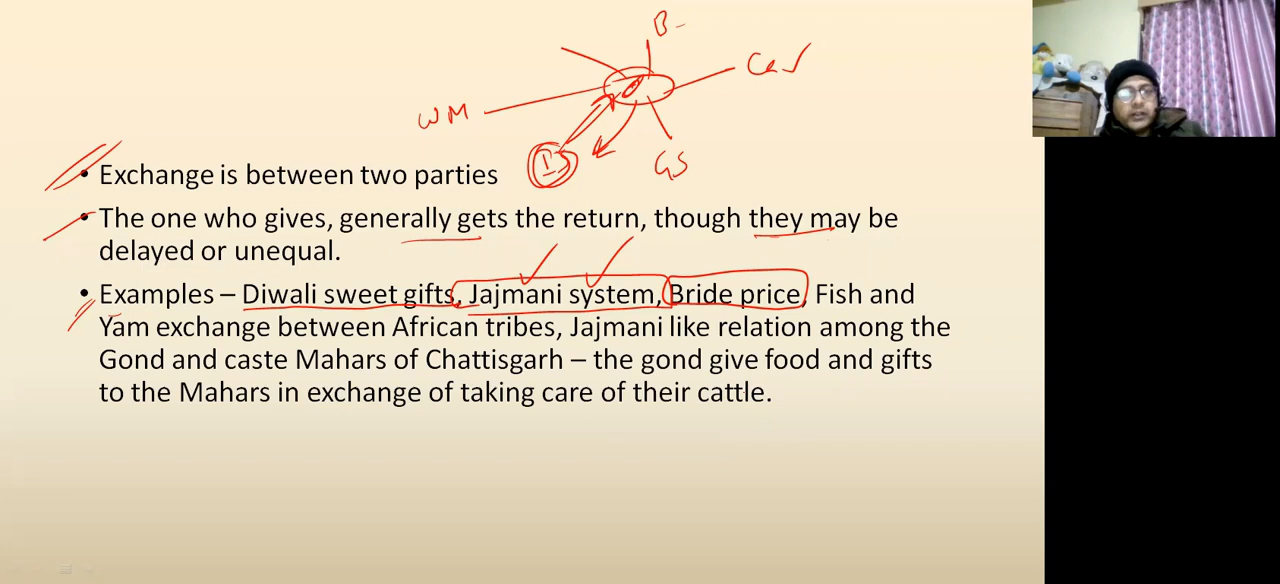 B-
Car
WM
GS
• Exchange is between two parties
• The one who gives, generally gets the return, though they may be
delayed or unequal.
• Examples – Diwali sweet gifts, Jajmani system, Bride price, Fish and
Yam exchange between African tribes, Jajmani like relation among the
Gond and caste Mahars of Chattisgarh – the gond give food and gifts
to the Mahars in exchange of taking care of their cattle.